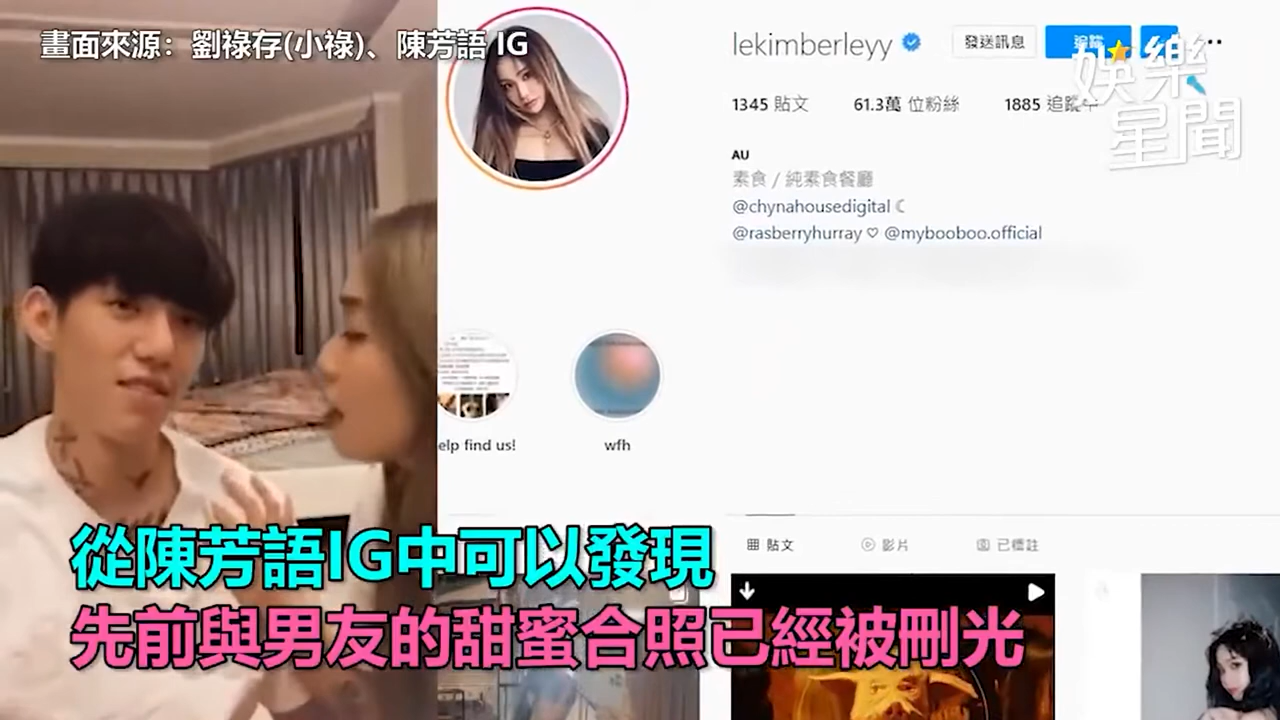 畫面來源：劉祿存(小祿)、陳芳語 IG
lekimberleyy
發送訊息
追蹤
娛樂
星聞
1345 貼文
61.3萬 位粉絲
1885 追蹤中
AU
素食 / 純素食餐廳
@chynahousedigital
@rasberryhurray ♡ @mybooboo.official
elp find us!
wfh
貼文
影片
已標註
從陳芳語IG中可以發現
先前與男友的甜蜜合照已經被刪光